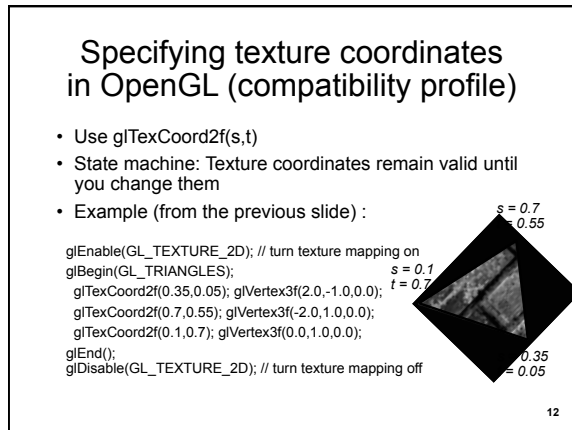 Specifying texture coordinates
in OpenGL (compatibility profile)
• Use glTexCoord2f(s,t)
• State machine: Texture coordinates remain valid until
you change them
• Example (from the previous slide) :
s = 0.7
0.55
glEnable(GL_TEXTURE_2D); // turn texture mapping on
glBegin(GL_TRIANGLES);
s = 0.1
t = 0.7
glTexCoord2f(0.35,0.05); glVertex3f(2.0,-1.0,0.0);
glTexCoord2f(0.7,0.55); glVertex3f(-2.0,1.0,0.0);
glTexCoord2f(0.1,0.7); glVertex3f(0.0,1.0,0.0);
glEnd();
glDisable(GL_TEXTURE_2D); // turn texture mapping off
0.35
= 0.05
12